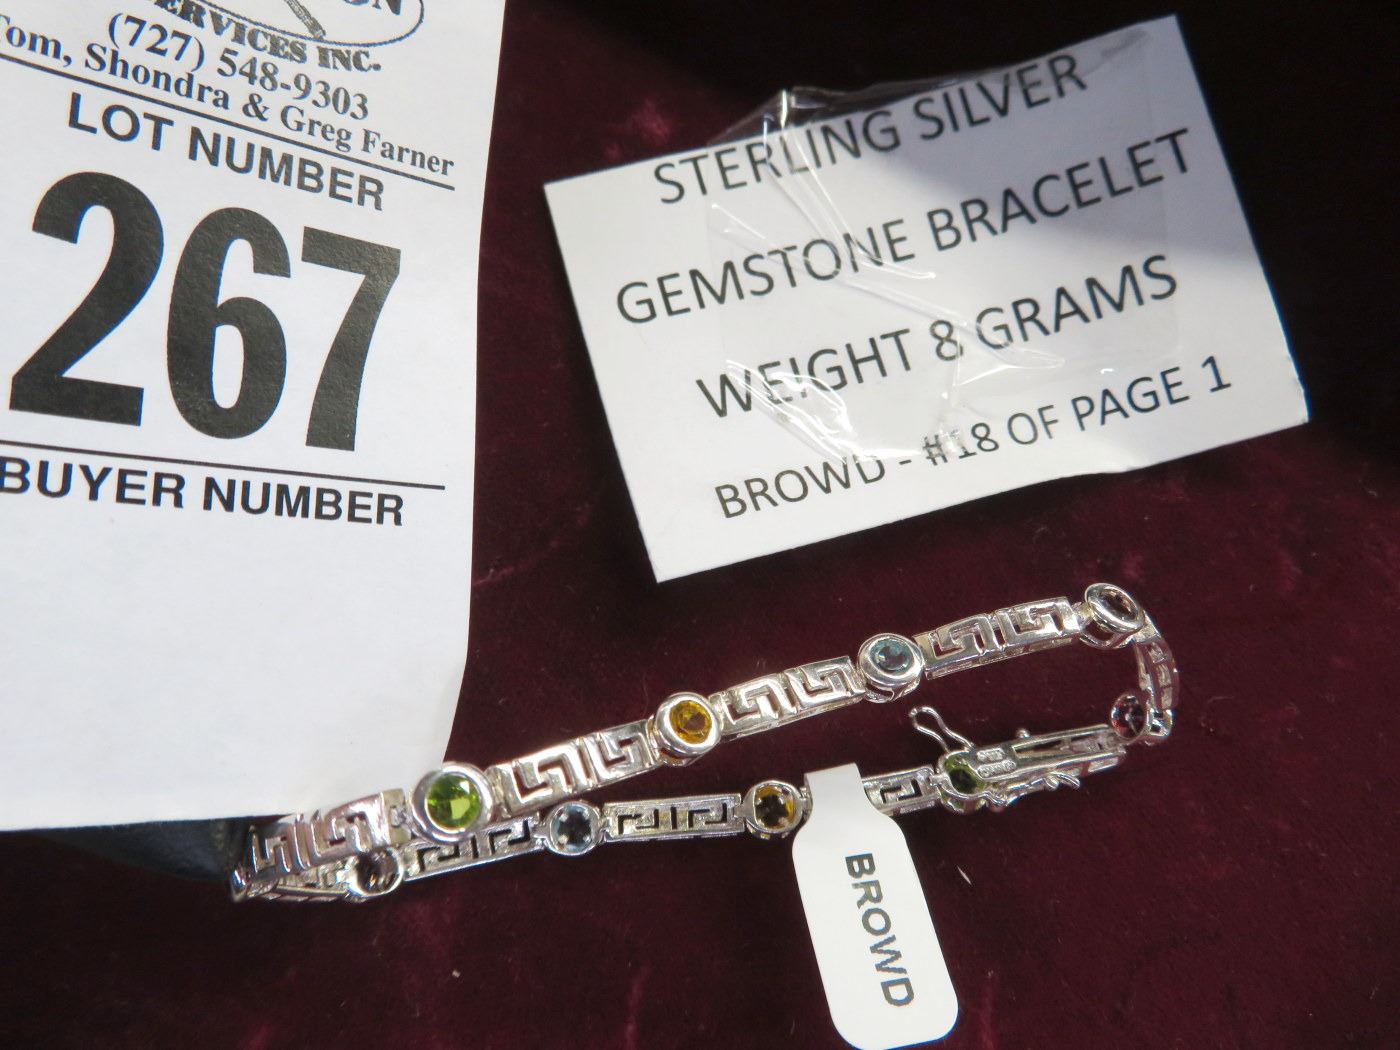 SERVICES INC.
(727) 548-9303
Tom, Shondra & Greg Farner
LOT NUMBER
267
BUYER NUMBER
STERLING SILVER
GEMSTONE BRACELET
WEIGHT 8 GRAMS
BROWD - #18 OF PAGE 1
BROWD